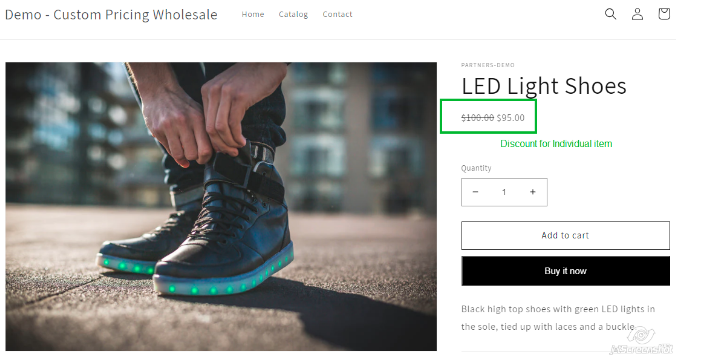 Demo - Custom Pricing Wholesale
Home Catalog Contact
PARTNERS-DEMO
LED Light Shoes
$100.00 $95.00
Discount for Individual item
Quantity
− 1 +
Add to cart
Buy it now
Black high top shoes with green LED lights in
the sole, tied up with laces and a buckle